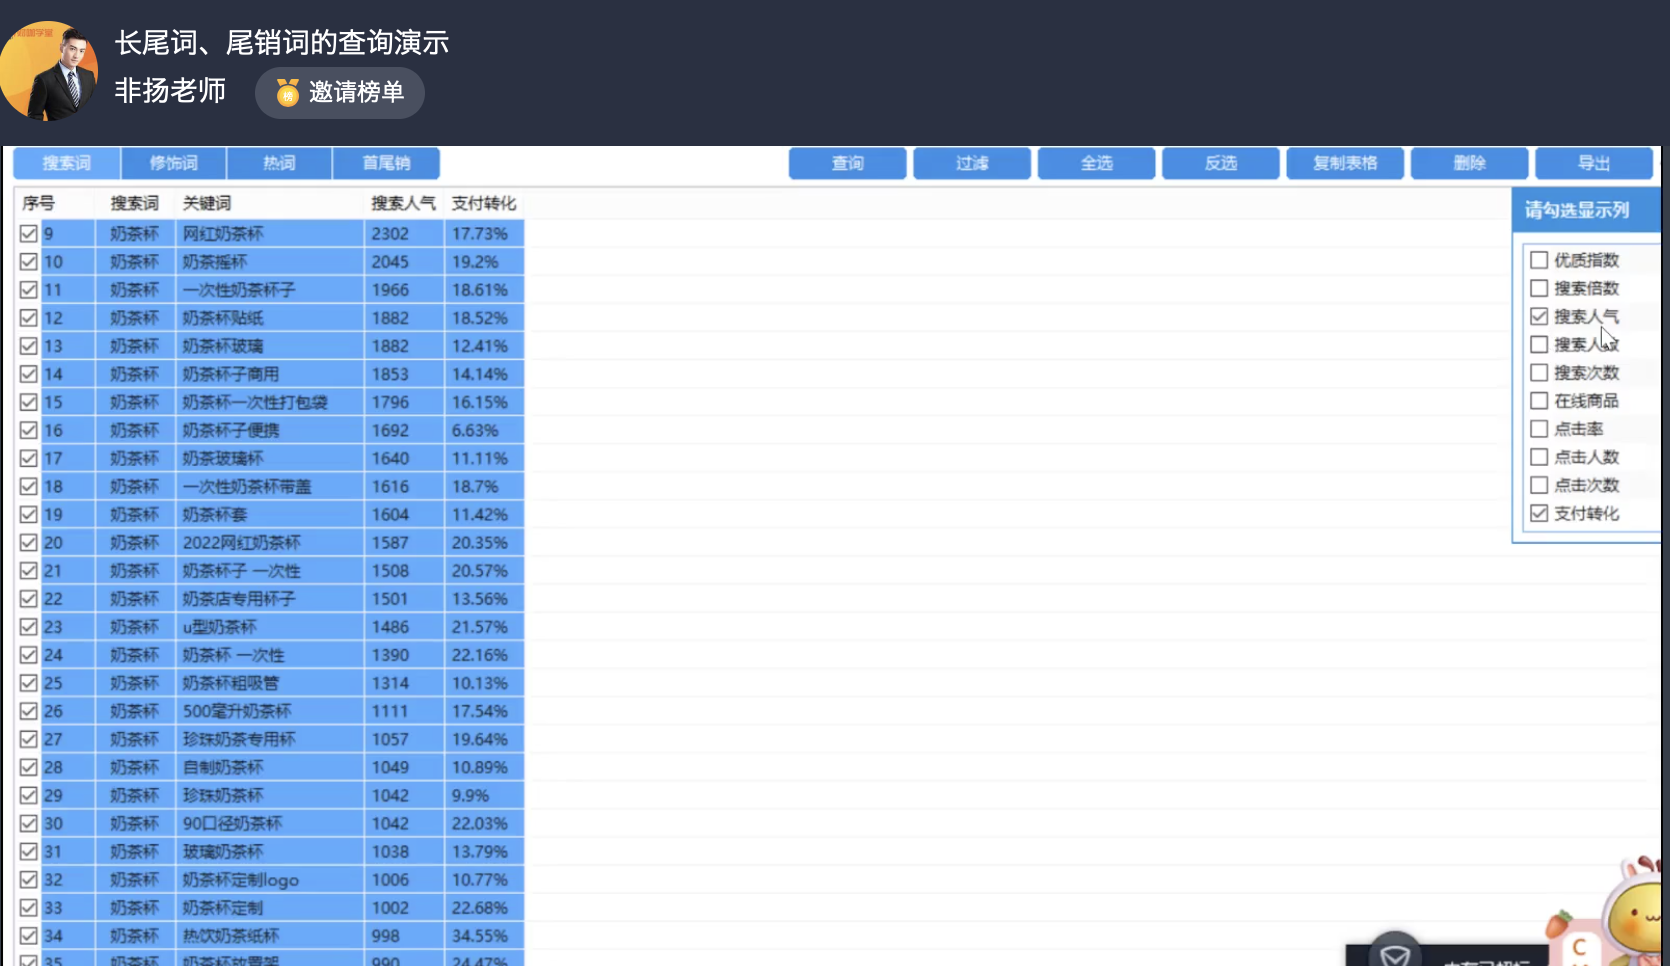 长尾词、尾销词的查询演示
非扬老师
榜 邀请榜单
搜索词 修饰词 热词 首尾销 查询 过滤 全选 反选 复制表格 删除 导出
序号 搜索词 关键词 搜索人气 支付转化
9 奶茶杯 网红奶茶杯 2302 17.73%
10 奶茶杯 奶茶摇杯 2045 19.2%
11 奶茶杯 一次性奶茶杯子 1966 18.61%
12 奶茶杯 奶茶杯贴纸 1882 18.52%
13 奶茶杯 奶茶杯玻璃 1882 12.41%
14 奶茶杯 奶茶杯子商用 1853 14.14%
15 奶茶杯 奶茶杯一次性打包袋 1796 16.15%
16 奶茶杯 奶茶杯子便携 1692 6.63%
17 奶茶杯 奶茶玻璃杯 1640 11.11%
18 奶茶杯 一次性奶茶杯带盖 1616 18.7%
19 奶茶杯 奶茶杯套 1604 11.42%
20 奶茶杯 2022网红奶茶杯 1587 20.35%
21 奶茶杯 奶茶杯子 一次性 1508 20.57%
22 奶茶杯 奶茶店专用杯子 1501 13.56%
23 奶茶杯 u型奶茶杯 1486 21.57%
24 奶茶杯 奶茶杯 一次性 1390 22.16%
25 奶茶杯 奶茶杯粗吸管 1314 10.13%
26 奶茶杯 500毫升奶茶杯 1111 17.54%
27 奶茶杯 珍珠奶茶专用杯 1057 19.64%
28 奶茶杯 自制奶茶杯 1049 10.89%
29 奶茶杯 珍珠奶茶杯 1042 9.9%
30 奶茶杯 90口径奶茶杯 1042 22.03%
31 奶茶杯 玻璃奶茶杯 1038 13.79%
32 奶茶杯 奶茶杯定制logo 1006 10.77%
33 奶茶杯 奶茶杯定制 1002 22.68%
34 奶茶杯 热饮奶茶纸杯 998 34.55%
35 奶茶杯 奶茶杯放置架 990 24.47%
请勾选显示列
优质指数
搜索倍数
搜索人气
搜索人数
搜索次数
在线商品
点击率
点击人数
点击次数
支付转化
C